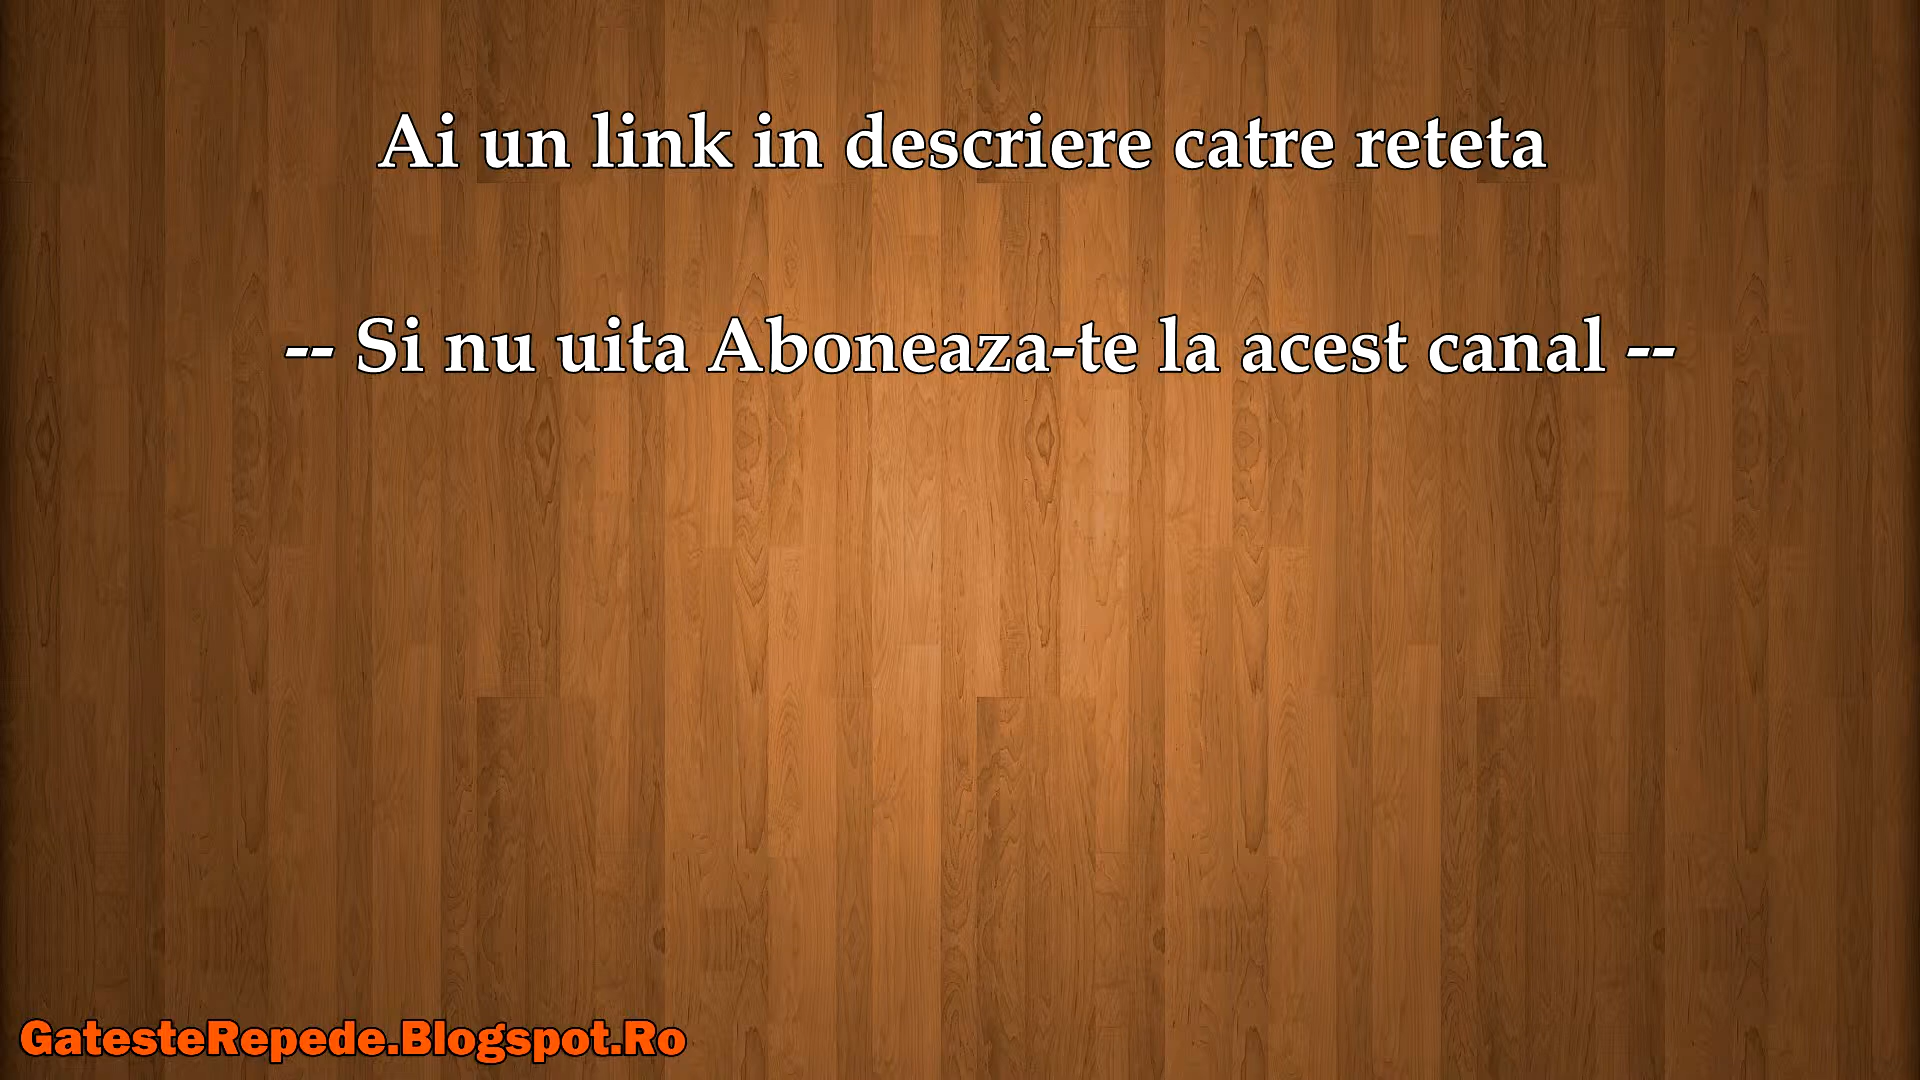 Ai un link in descriere catre reteta
-- Si nu uita Aboneaza-te la acest canal --
GatesteRepede.Blogspot.Ro